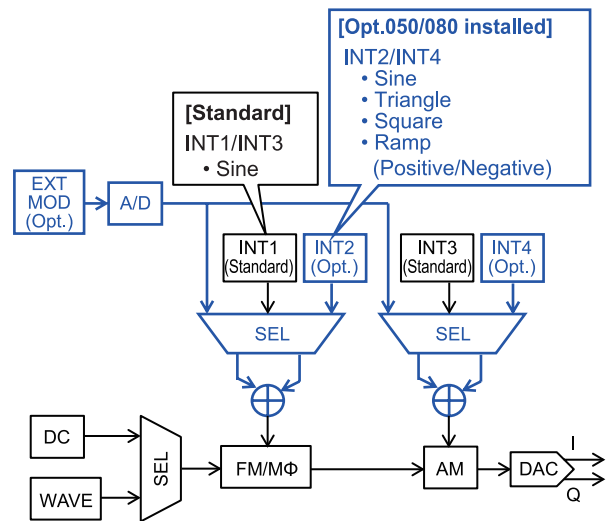 [Opt.050/080 installed]
INT2/INT4
• Sine
• Triangle
• Square
• Ramp
(Positive/Negative)
[Standard]
INT1/INT3
• Sine
EXT
MOD
(Opt.)
A/D
INT1
(Standard)
INT2
(Opt.)
INT3
(Standard)
INT4
(Opt.)
SEL
SEL
DC
WAVE
SEL
FM/MΦ
AM
DAC
I
Q